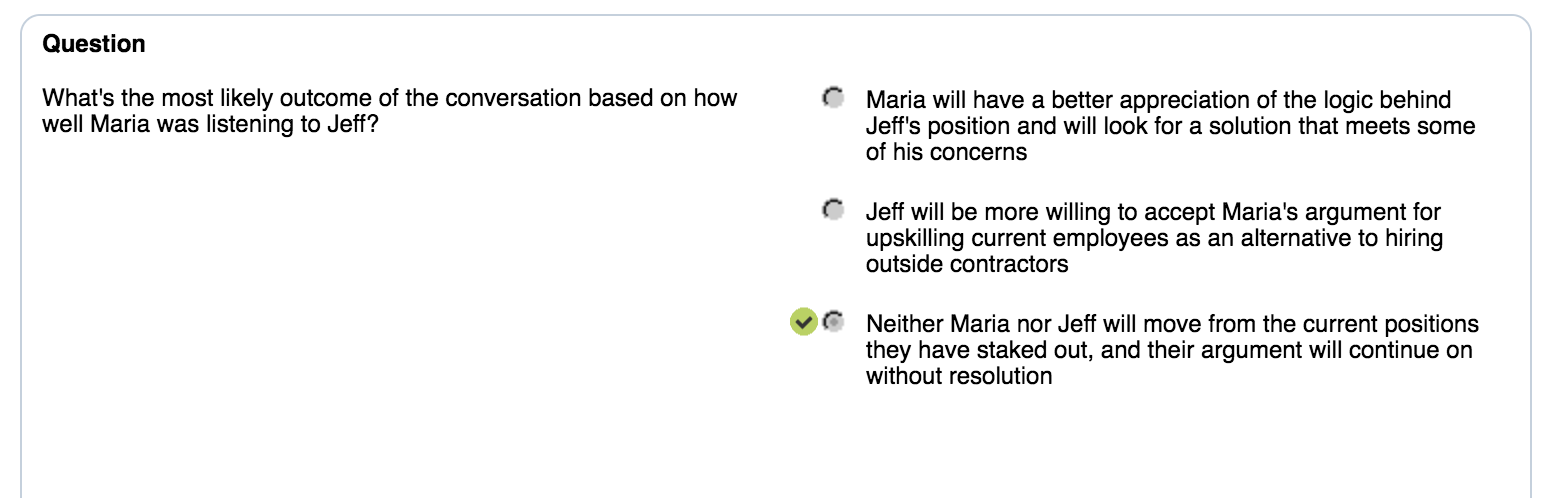 Question
What's the most likely outcome of the conversation based on how
well Maria was listening to Jeff?
Maria will have a better appreciation of the logic behind
Jeff's position and will look for a solution that meets some
of his concerns
Jeff will be more willing to accept Maria's argument for
upskilling current employees as an alternative to hiring
outside contractors
Neither Maria nor Jeff will move from the current positions
they have staked out, and their argument will continue on
without resolution